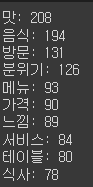 맛: 208
음식: 194
방문: 131
분위기: 126
메뉴: 93
가격: 90
느낌: 89
서비스: 84
테이블: 80
식사: 78